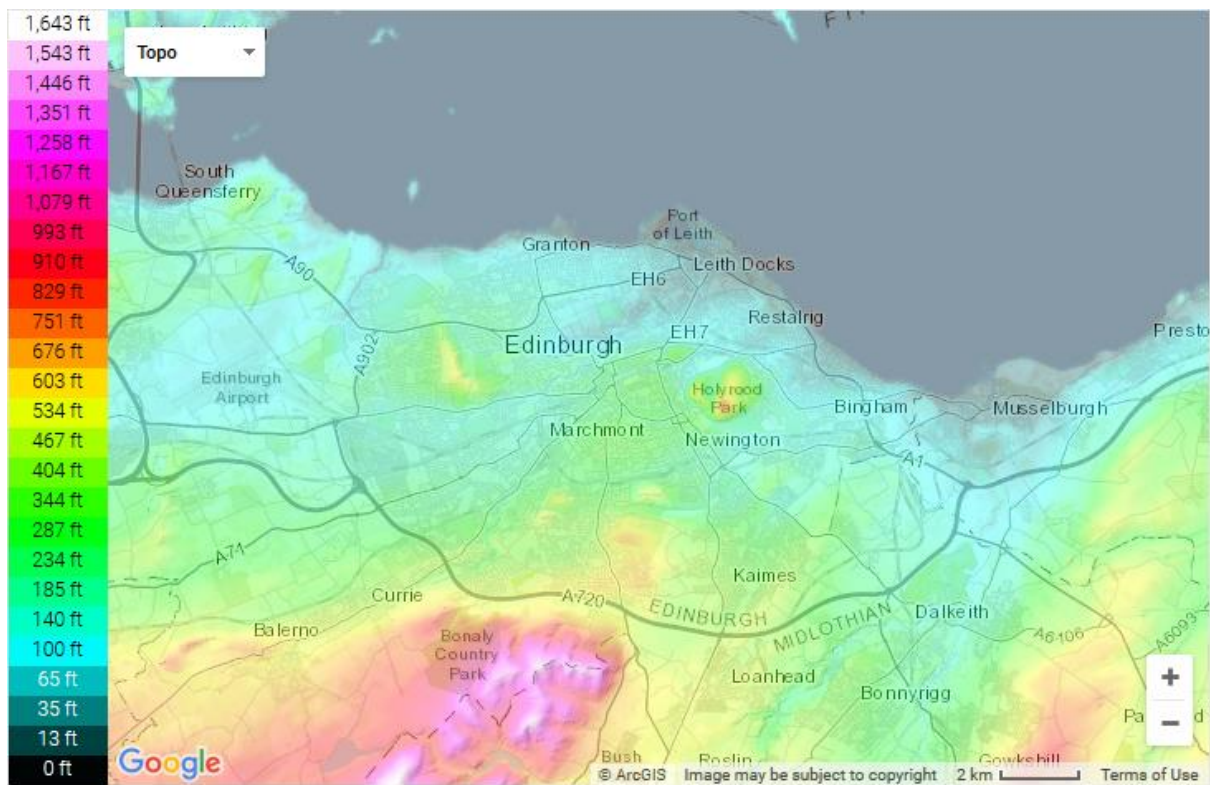 1,643 ft
1,543 ft
1,446 ft
1,351 ft
1,258 ft
1,167 ft
1,079 ft
993 ft
910 ft
829 ft
751 ft
676 ft
603 ft
534 ft
467 ft
404 ft
344 ft
287 ft
234 ft
185 ft
140 ft
100 ft
65 ft
35 ft
13 ft
0 ft
Topo
South
Queensferry
Port
of Leith
Granton
Leith Docks
A90
EH6
Restalrig
EH7
Presto
Edinburgh
A902
Edinburgh
Airport
Holyrood
Park
Bingham
Musselburgh
Marchmont
Newington
A1
A71
Kaimes
Currie
A720
EDINBURGH
MIDLOTHIAN
Dalkeith
Balerno
Bonaly
Country
Park
A6106
A6093
Loanhead
Bonnyrigg
+
−
Bush
Roslin
Gowkshill
Google
© ArcGIS Image may be subject to copyright 2 km Terms of Use